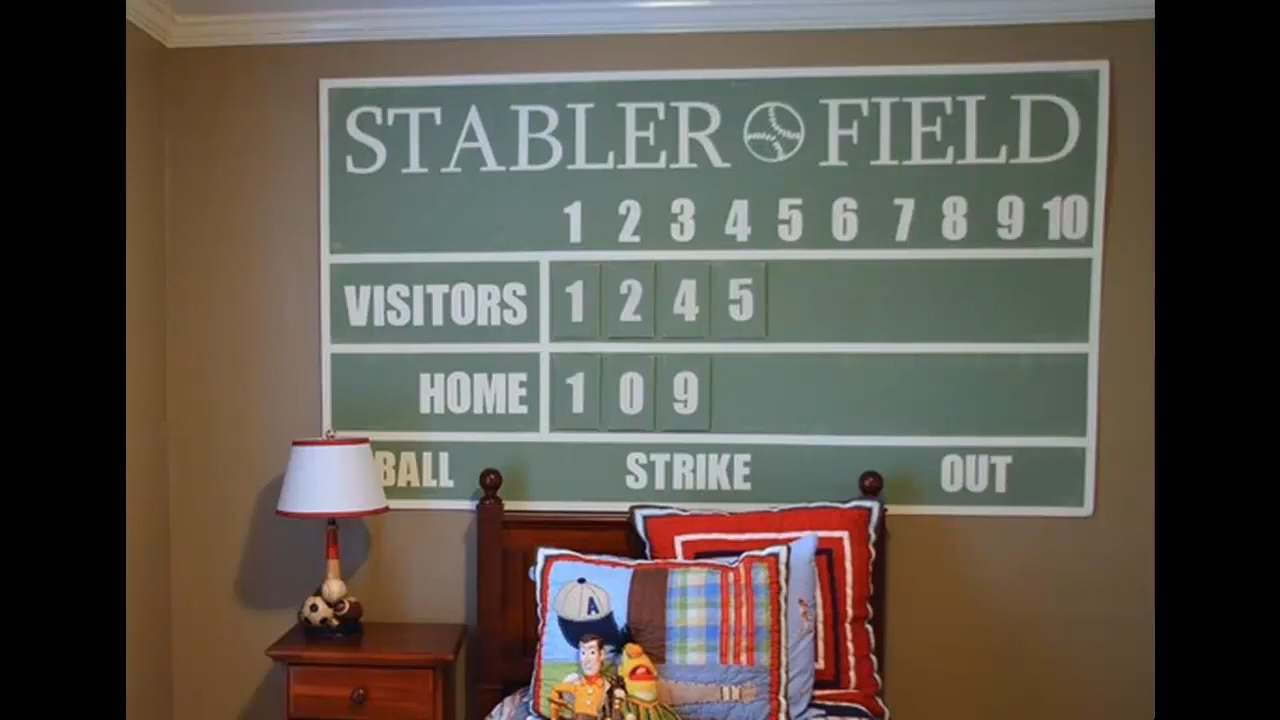 STABLER FIELD
1 2 3 4 5 6 7 8 9 10
VISITORS 1 2 4 5
HOME 1 0 9
BALL STRIKE OUT
A